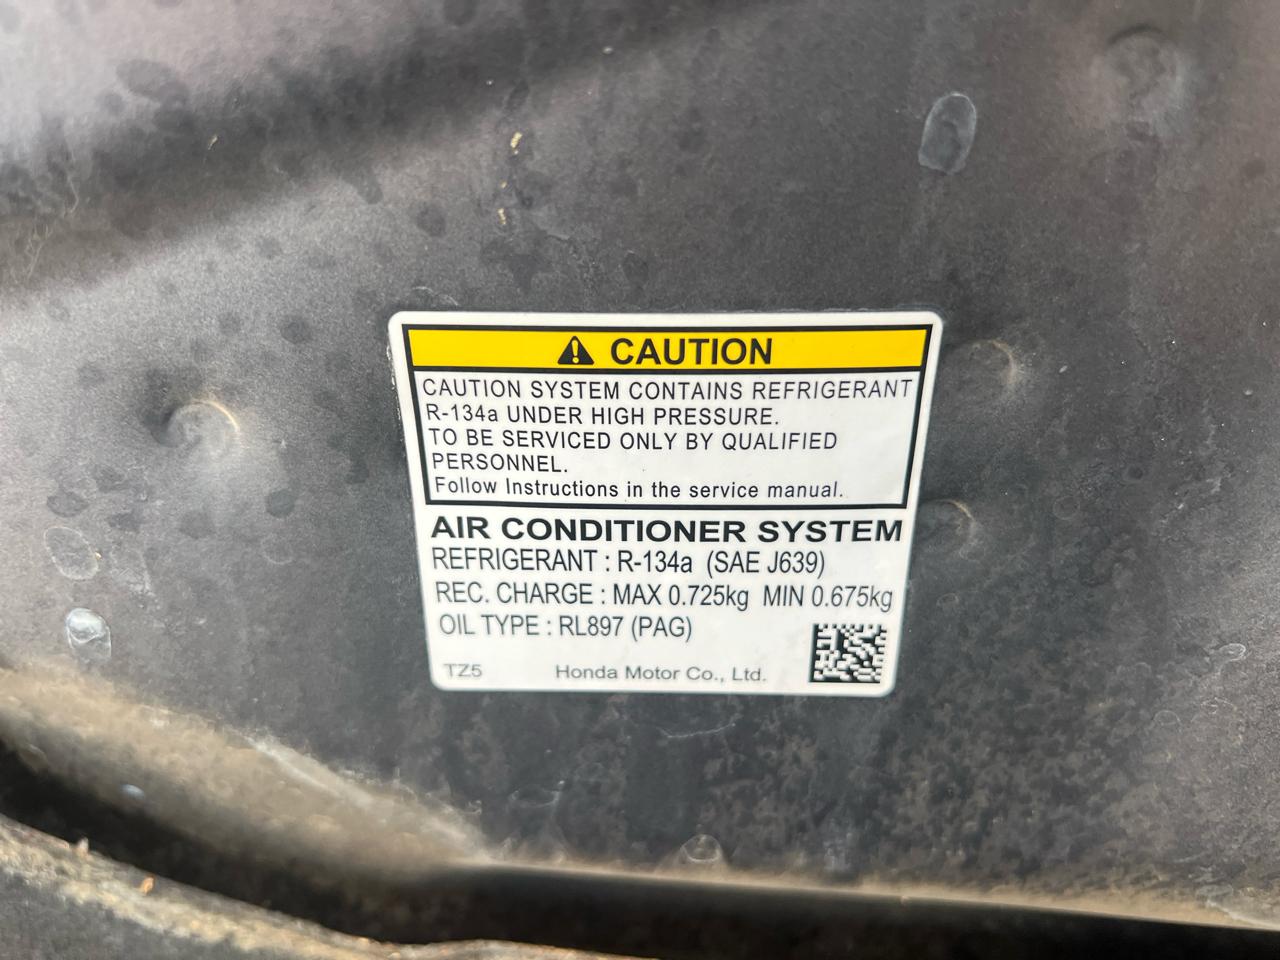 CAUTION
CAUTION SYSTEM CONTAINS REFRIGERANT
R-134a UNDER HIGH PRESSURE.
TO BE SERVICED ONLY BY QUALIFIED
PERSONNEL.
Follow Instructions in the service manual.
AIR CONDITIONER SYSTEM
REFRIGERANT : R-134a (SAE J639)
REC. CHARGE : MAX 0.725kg MIN 0.675kg
OIL TYPE : RL897 (PAG)
TZ5 Honda Motor Co., Ltd.